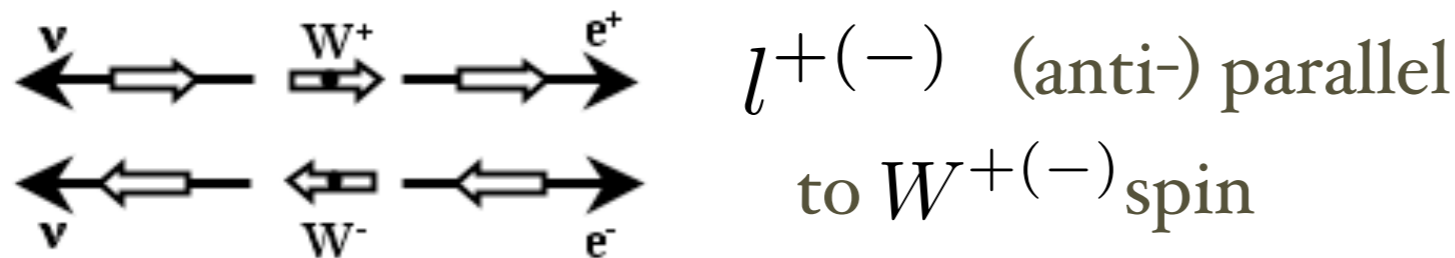 ν W⁺ e⁺
l⁺⁽⁻⁾ (anti-) parallel
to W⁺⁽⁻⁾ spin
ν W⁻ e⁻